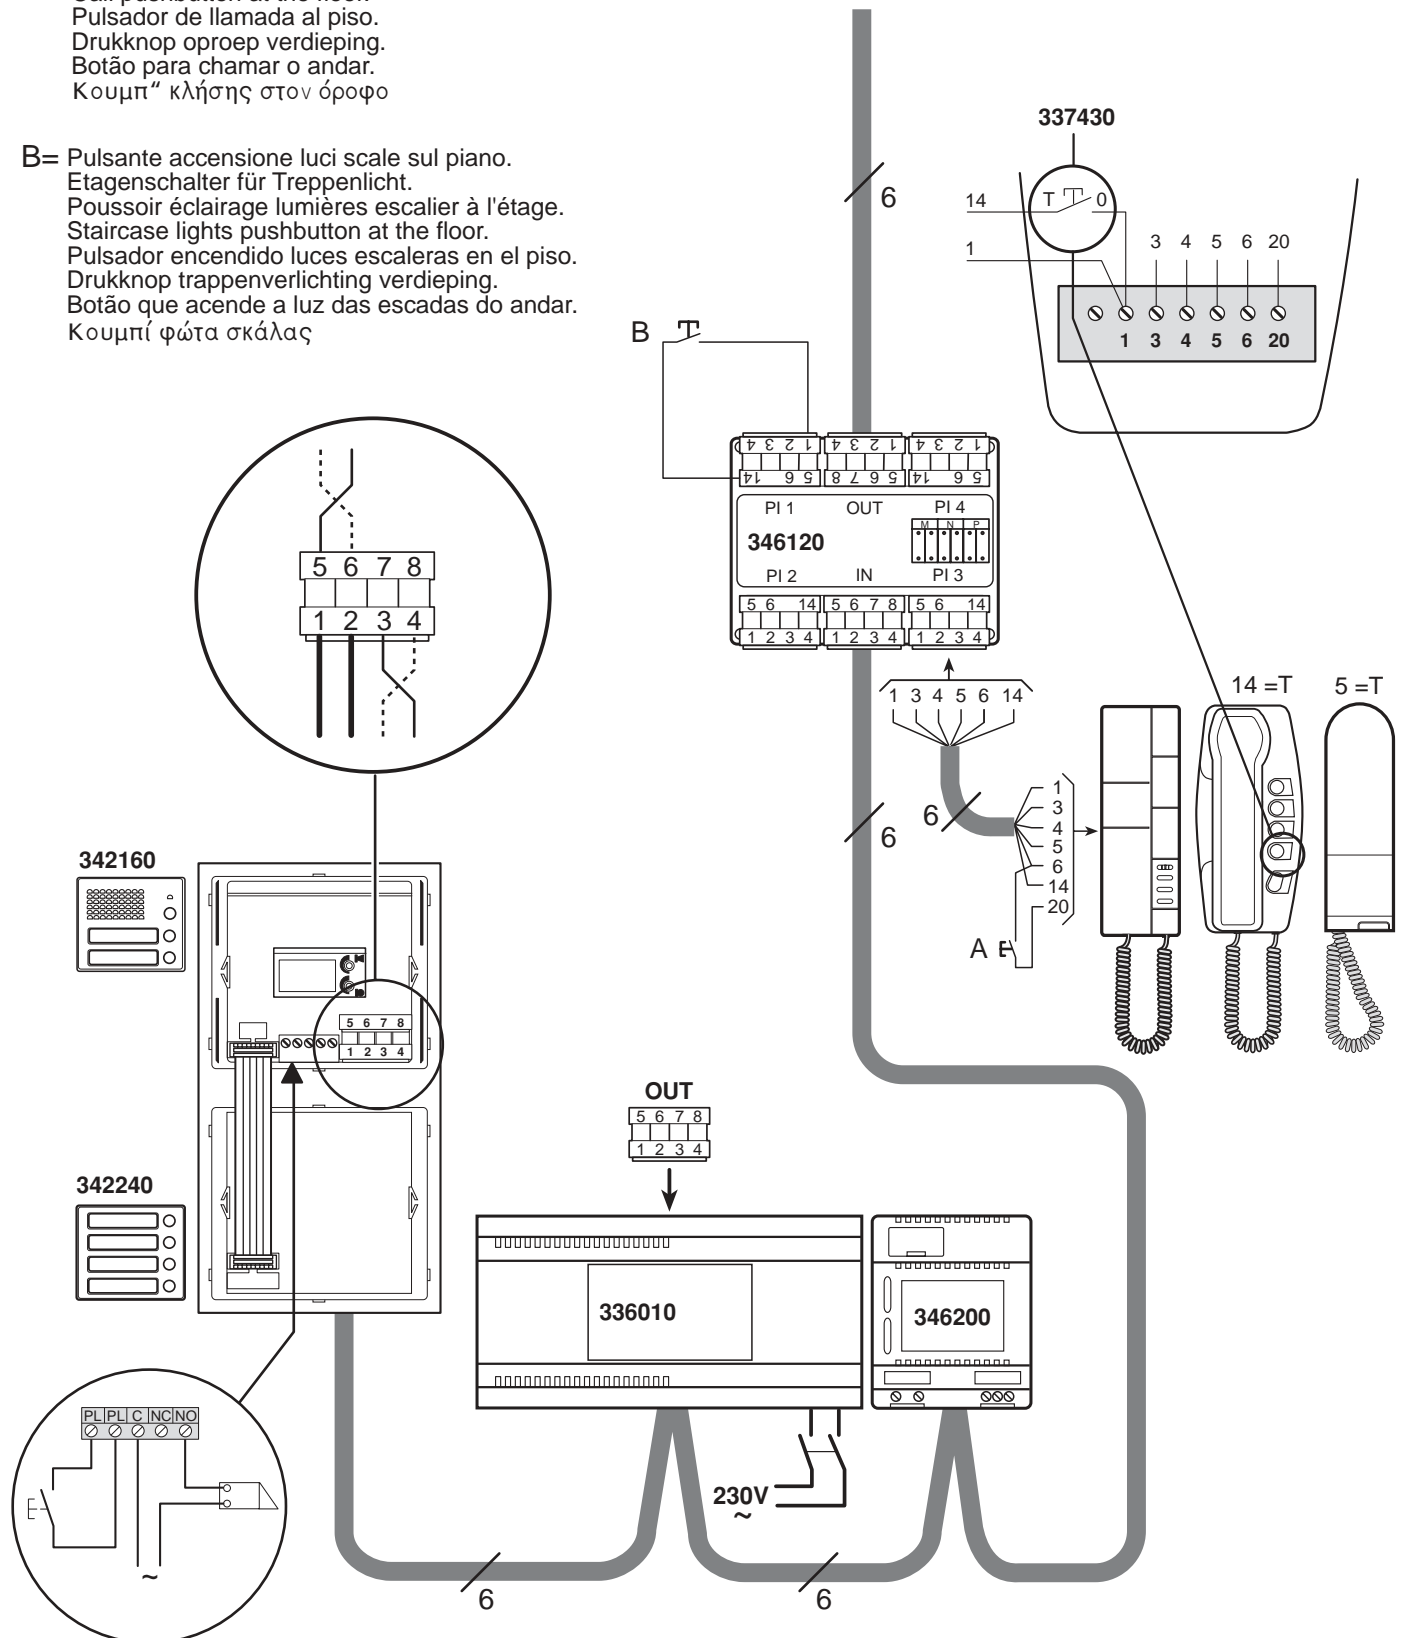 Pulsador de llamada al piso.
Drukknop oproep verdieping.
Botão para chamar o andar.
Κουμπ“ κλήσης στον όροφο
B= Pulsante accensione luci scale sul piano.
Etagenschalter für Treppenlicht.
Poussoir éclairage lumières escalier à l'étage.
Staircase lights pushbutton at the floor.
Pulsador encendido luces escaleras en el piso.
Drukknop trappenverlichting verdieping.
Botão que acende a luz das escadas do andar.
Κουμπί φώτα σκάλας
337430
14 T 0
1
3 4 5 6 20
1 3 4 5 6 20
6
B
4 3 2 1 4 3 2 1 4 3 2 1
14 6 5 8 7 6 5 14 6 5
PI 1 OUT PI 4
M N P
346120
PI 2 IN PI 3
5 6 14 5 6 7 8 5 6 14
1 2 3 4 1 2 3 4 1 2 3 4
5 6 7 8
1 2 3 4
1 3 4 5 6 14
14 =T 5 =T
6
6
1
3
4
5
6
14
20
A
342160
5 6 7 8
1 2 3 4
342240
OUT
5 6 7 8
1 2 3 4
336010
346200
PL PL C NC NO
~
230V
~
6
6